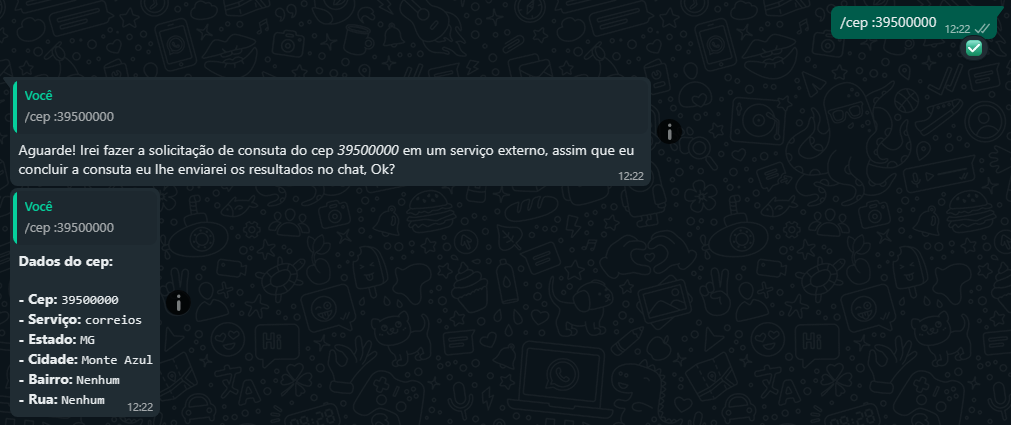 /cep :39500000
12:22
Você
/cep :39500000
Aguarde! Irei fazer a solicitação de consuta do cep 39500000 em um serviço externo, assim que eu
concluir a consuta eu lhe enviarei os resultados no chat, Ok?
12:22
Você
/cep :39500000
Dados do cep:
- Cep: 39500000
- Serviço: correios
- Estado: MG
- Cidade: Monte Azul
- Bairro: Nenhum
- Rua: Nenhum
12:22